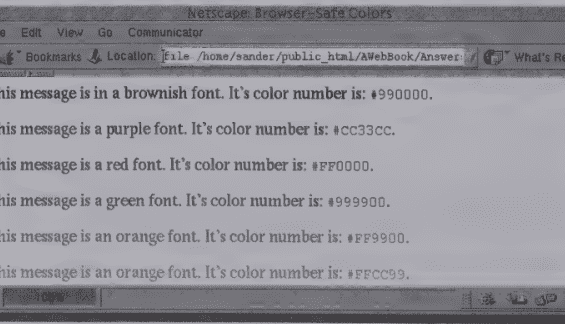 Netscape: Browser-Safe Colors
Edit View Go Communicator
Bookmarks Location: file /home/sander/public_html/AWebBook/Answer What's Re
his message is in a brownish font. It's color number is: #990000.
his message is a purple font. It's color number is: #CC33CC.
his message is a red font. It's color number is: #FF0000.
his message is a green font. It's color number is: #999900.
his message is an orange font. It's color number is: #FF9900.
his message is an orange font. It's color number is: #FFCC99.